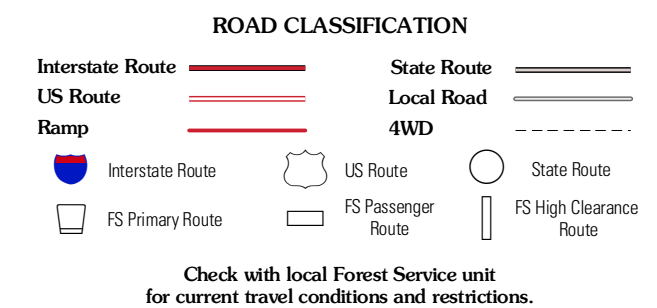 ROAD CLASSIFICATION
Interstate Route
State Route
US Route
Local Road
Ramp
4WD
Interstate Route
US Route
State Route
FS Primary Route
FS Passenger
Route
FS High Clearance
Route
Check with local Forest Service unit
for current travel conditions and restrictions.